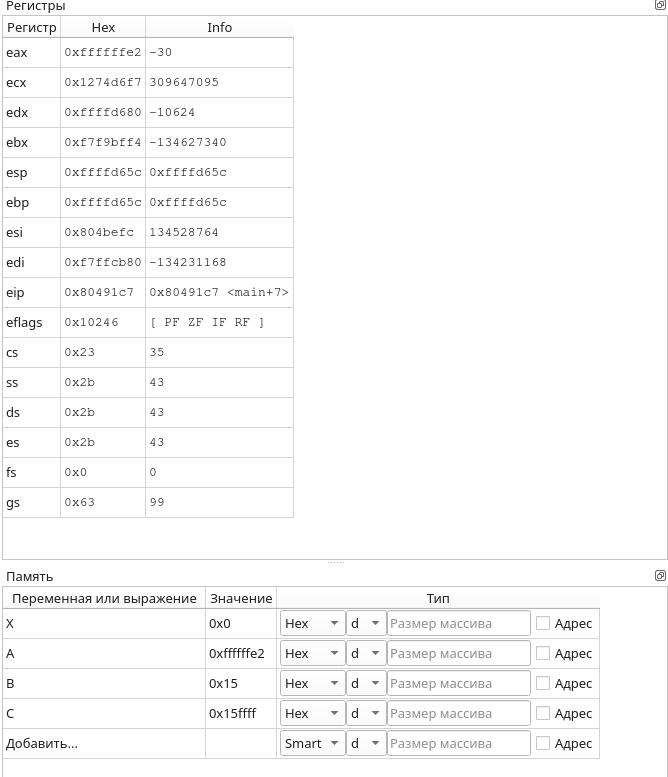 Регистры
Регистр Hex Info
eax 0xffffffe2 -30
ecx 0x1274d6f7 309647095
edx 0xffffd680 -10624
ebx 0xf7f9bff4 -134627340
esp 0xffffd65c 0xffffd65c
ebp 0xffffd65c 0xffffd65c
esi 0x804befc 134528764
edi 0xf7ffcb80 -134231168
eip 0x80491c7 0x80491c7 <main+7>
eflags 0x10246 [ PF ZF IF RF ]
cs 0x23 35
ss 0x2b 43
ds 0x2b 43
es 0x2b 43
fs 0x0 0
gs 0x63 99
Память
Переменная или выражение Значение Тип
X 0x0 Hex d Размер массива Адрес
A 0xffffffe2 Hex d Размер массива Адрес
B 0x15 Hex d Размер массива Адрес
C 0x15ffff Hex d Размер массива Адрес
Добавить... Smart d Размер массива Адрес